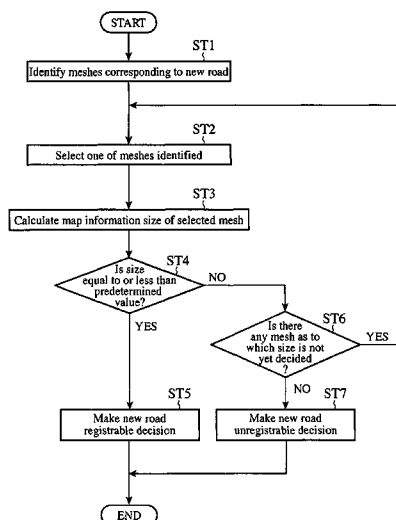 START
ST1
Identify meshes corresponding to new road
ST2
Select one of meshes identified
ST3
Calculate map information size of selected mesh
ST4
Is size
equal to or less than
predetermined
value?
NO
YES
ST6
Is there
any mesh as to
which size is not
yet decided
?
YES
NO
ST5
Make new road
registrable decision
ST7
Make new road
unregistrable decision
END